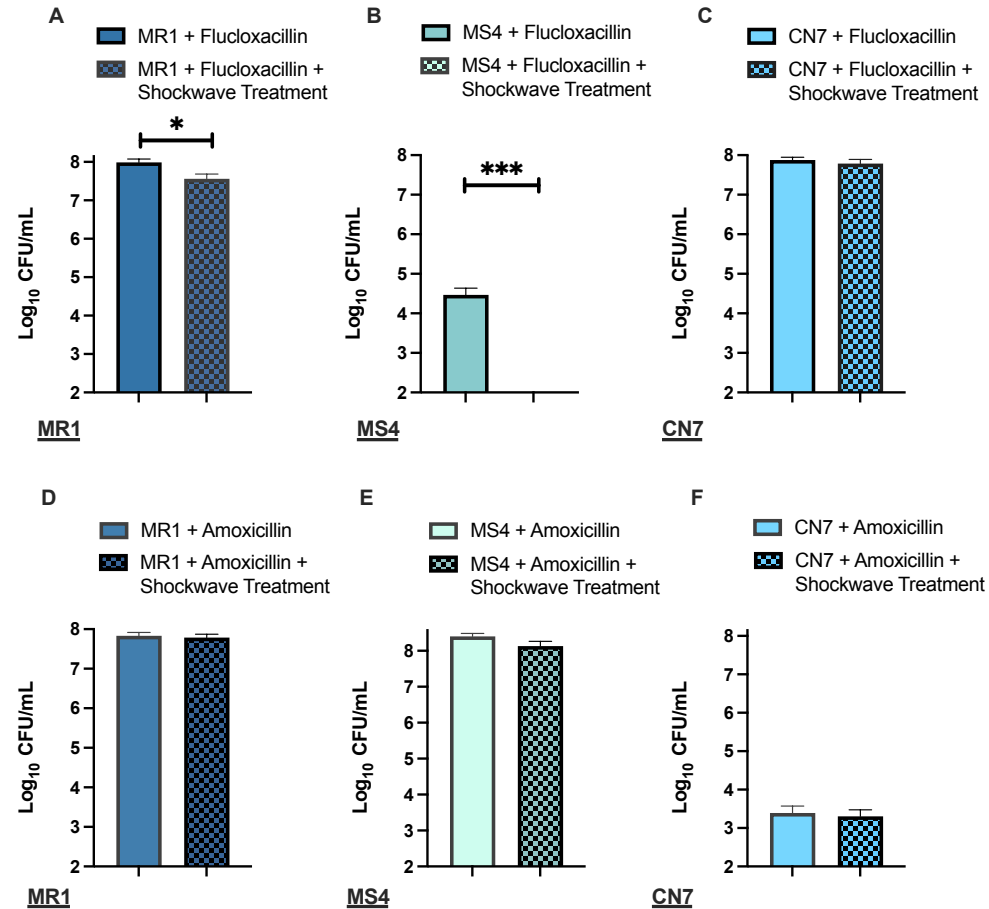 A
MR1 + Flucloxacillin
MR1 + Flucloxacillin +
Shockwave Treatment
*
8
7
6
5
4
3
2
Log10 CFU/mL
MR1
B
MS4 + Flucloxacillin
MS4 + Flucloxacillin +
Shockwave Treatment
***
8
7
6
5
4
3
2
Log10 CFU/mL
MS4
C
CN7 + Flucloxacillin
CN7 + Flucloxacillin +
Shockwave Treatment
8
7
6
5
4
3
2
Log10 CFU/mL
CN7
D
MR1 + Amoxicillin
MR1 + Amoxicillin +
Shockwave Treatment
8
7
6
5
4
3
2
Log10 CFU/mL
MR1
E
MS4 + Amoxicillin
MS4 + Amoxicillin +
Shockwave Treatment
8
7
6
5
4
3
2
Log10 CFU/mL
MS4
F
CN7 + Amoxicillin
CN7 + Amoxicillin +
Shockwave Treatment
8
7
6
5
4
3
2
Log10 CFU/mL
CN7